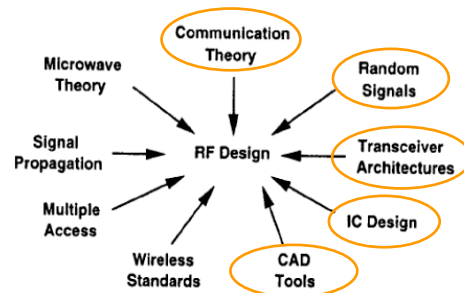 Communication
Theory
Microwave
Theory
Random
Signals
Signal
Propagation
RF Design
Transceiver
Architectures
Multiple
Access
IC Design
Wireless
Standards
CAD
Tools